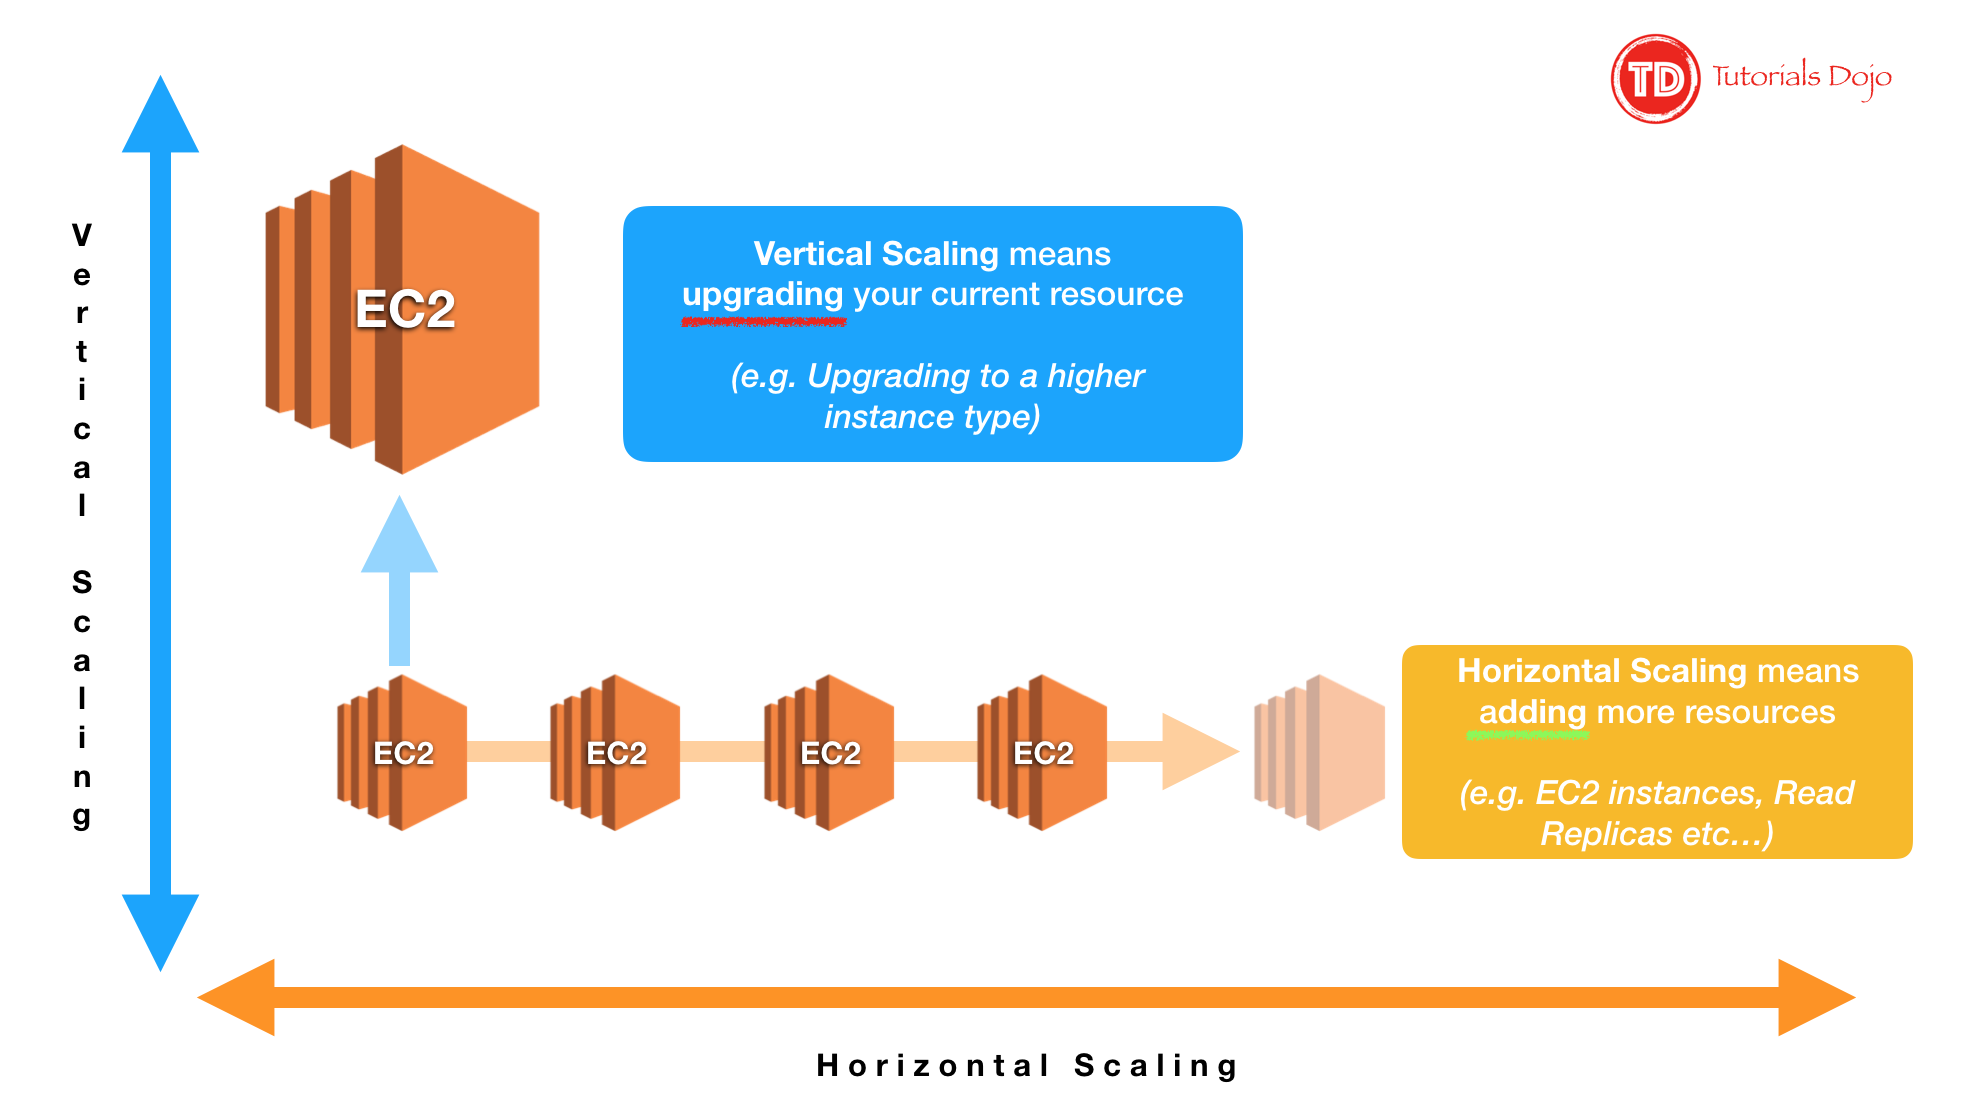 TD Tutorials Dojo
Vertical Scaling
EC2
Vertical Scaling means
upgrading your current resource
(e.g. Upgrading to a higher
instance type)
EC2
EC2
EC2
EC2
Horizontal Scaling means
adding more resources
(e.g. EC2 instances, Read
Replicas etc...)
Horizontal Scaling